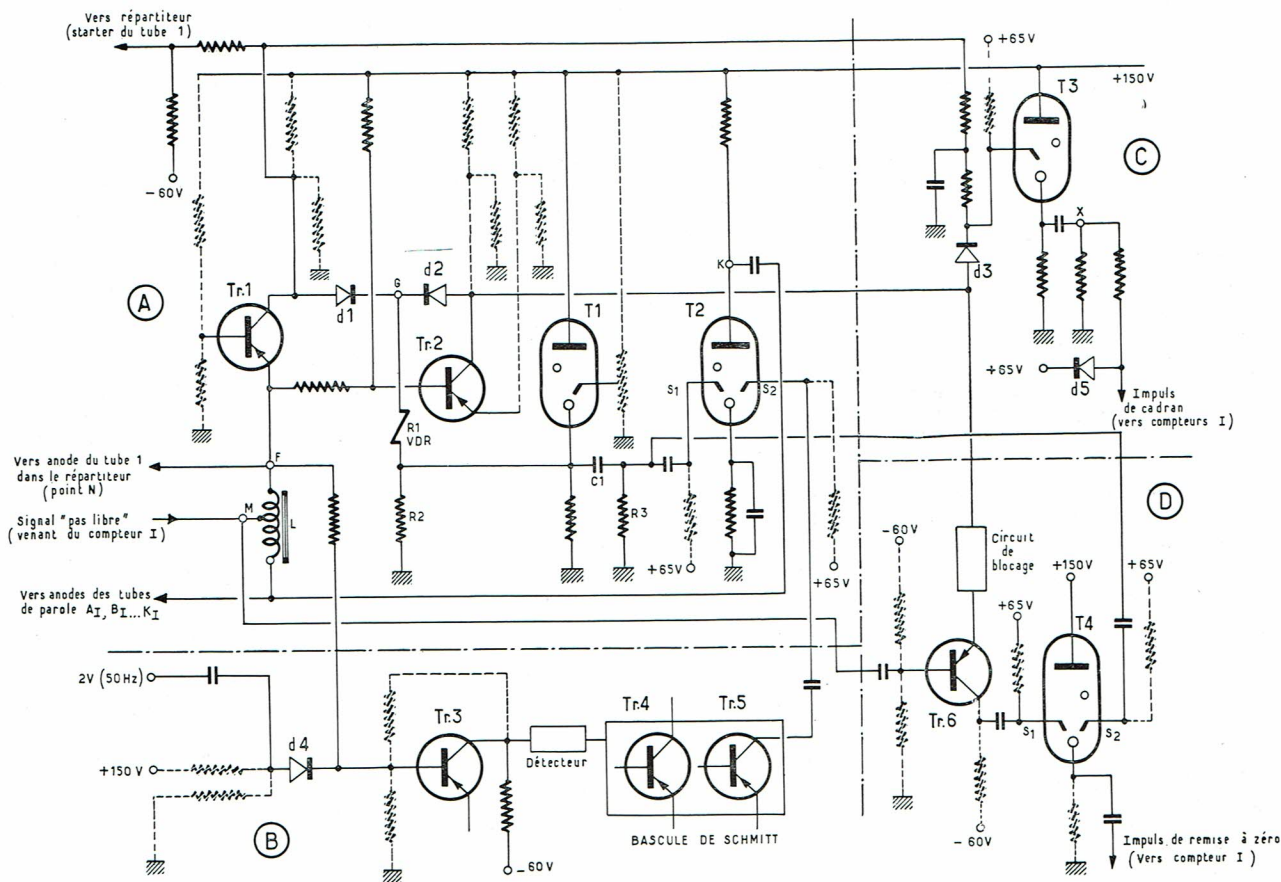 Vers répartiteur
(starter du tube 1)
+65V
+150V
T3
C
-60V
X
d3
A
Tr.1
d1
G
d2
K
Tr.2
T1
T2
+65V
d5
S1
S2
Impuls
de cadran
(vers compteurs I)
R1
VDR
Vers anode du tube 1
dans le répartiteur
(point N)
F
C1
D
M
L
R2
R3
Signal "pas libre"
(venant du compteur I)
-60V
Circuit
de
blocage
+65V
+65V
+150V
+65V
Vers anodes des tubes
de parole AI, BI...KI
+65V
T4
2V (50Hz)
Tr.3
Tr.4
Tr.5
Tr.6
S1
S2
d4
Détecteur
+150V
B
BASCULE DE SCHMITT
-60V
-60V
Impuls. de remise à zéro
(Vers compteur I)